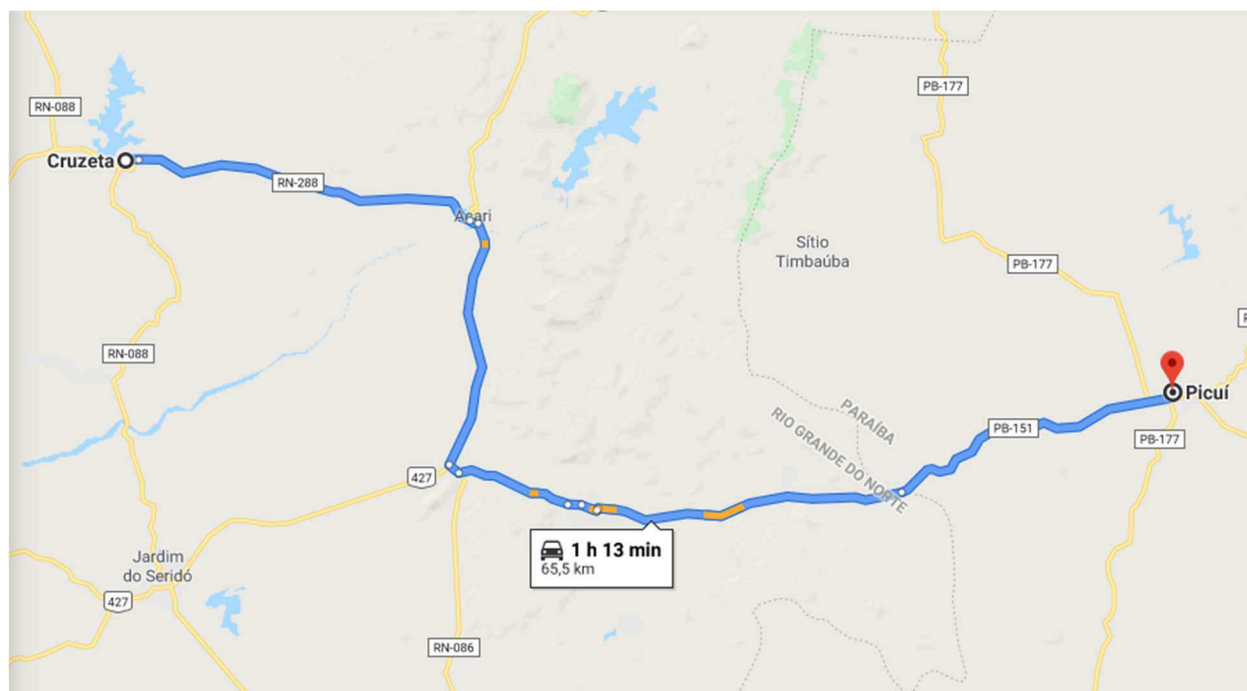 RN-088
PB-177
Cruzeta
RN-288
Acari
Sítio
Timbaúba
PB-177
RN-088
Picuí
PARAÍBA
RIO GRANDE DO NORTE
PB-151
PB-177
427
1 h 13 min
65,5 km
Jardim
do Seridó
427
RN-086